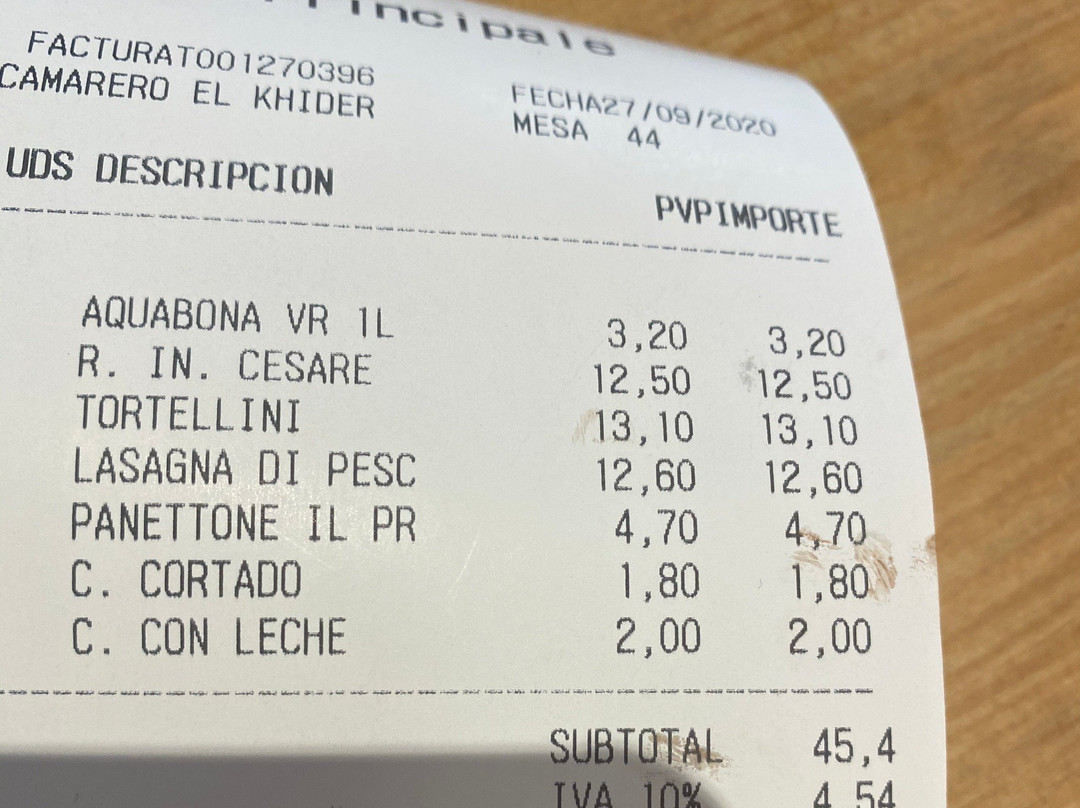 rincipale
FACTURAT001270396
CAMARERO EL KHIDER
FECHA27/09/2020
MESA 44
UDS DESCRIPCION PVPIMPORTE
AQUABONA VR 1L 3,20 3,20
R. IN. CESARE 12,50 12,50
TORTELLINI 13,10 13,10
LASAGNA DI PESC 12,60 12,60
PANETTONE IL PR 4,70 4,70
C. CORTADO 1,80 1,80
C. CON LECHE 2,00 2,00
SUBTOTAL 45,4
IVA 10% 4,54